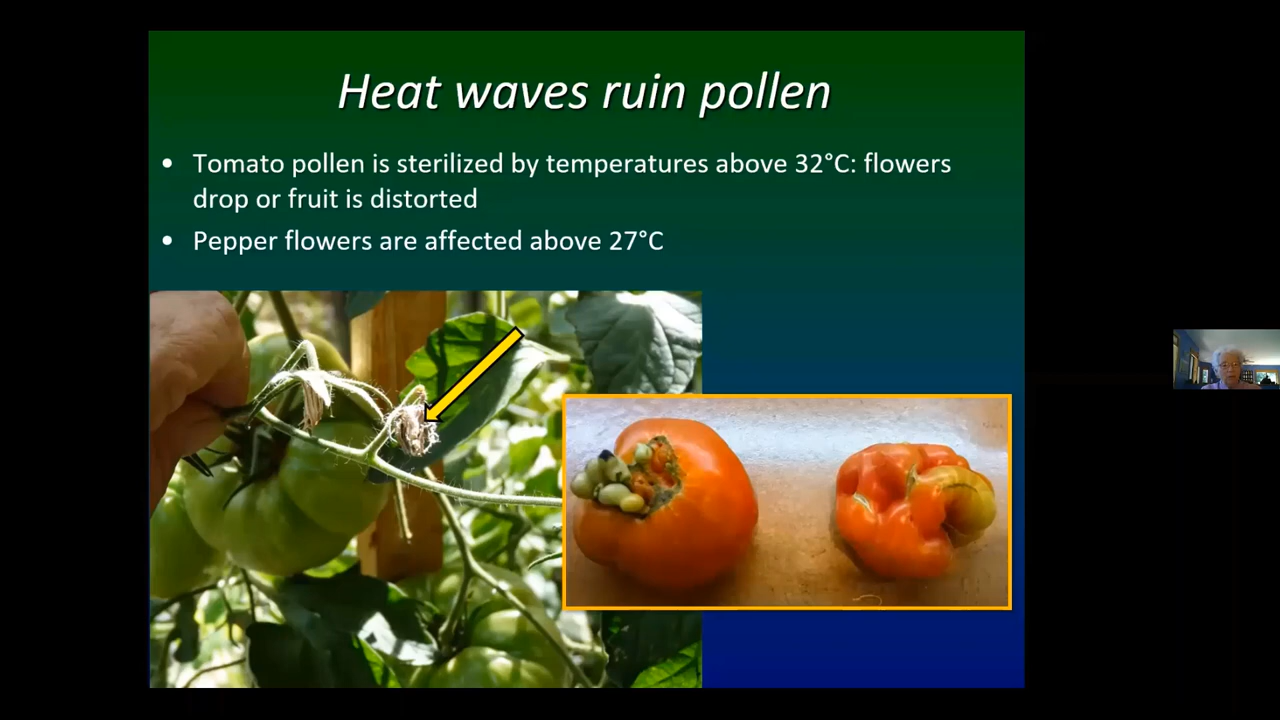 Heat waves ruin pollen
• Tomato pollen is sterilized by temperatures above 32°C: flowers
drop or fruit is distorted
• Pepper flowers are affected above 27°C